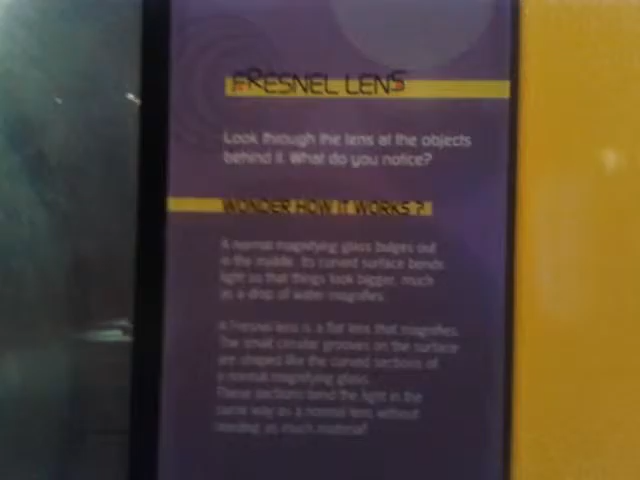 FRESNEL LENS
Look through the lens at the objects
behind it. What do you notice?
WONDER HOW IT WORKS ?
A normal magnifying glass bulges out
in the middle. Its curved surface bends
light so that things look bigger, much
as a drop of water magnifies.
A Fresnel lens is a flat lens that magnifies.
The small circular grooves on the surface
are shaped like the curved sections of
a normal magnifying glass.
These sections bend the light in the
same way as a normal lens without
needing as much material!